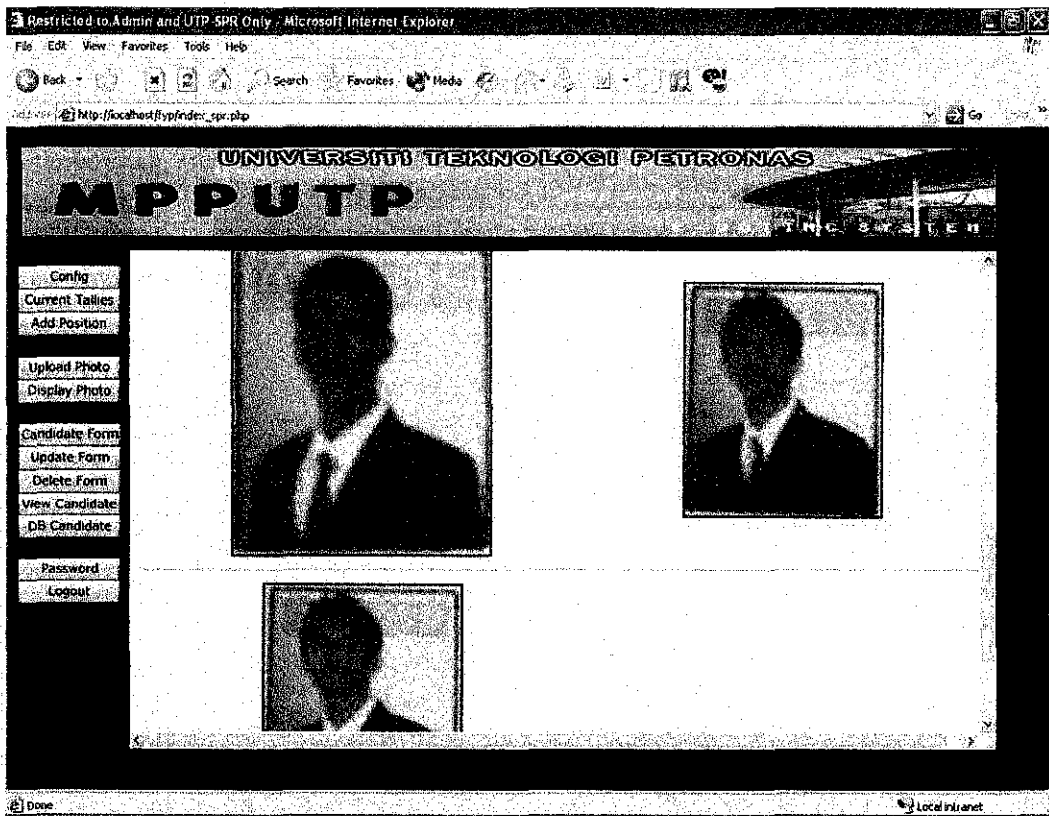 Restricted to Admin and UTP-SPR Only - Microsoft Internet Explorer
File Edit View Favorites Tools Help
Back Search Favorites Media
Address http://localhost/fyp/index_spr.php Go
UNIVERSITI TEKNOLOGI PETRONAS
MPPUTP
SYSTEM
Config
Current Tallies
Add Position
Upload Photo
Display Photo
Candidate Form
Update Form
Delete Form
View Candidate
DB Candidate
Password
Logout
Done Local intranet